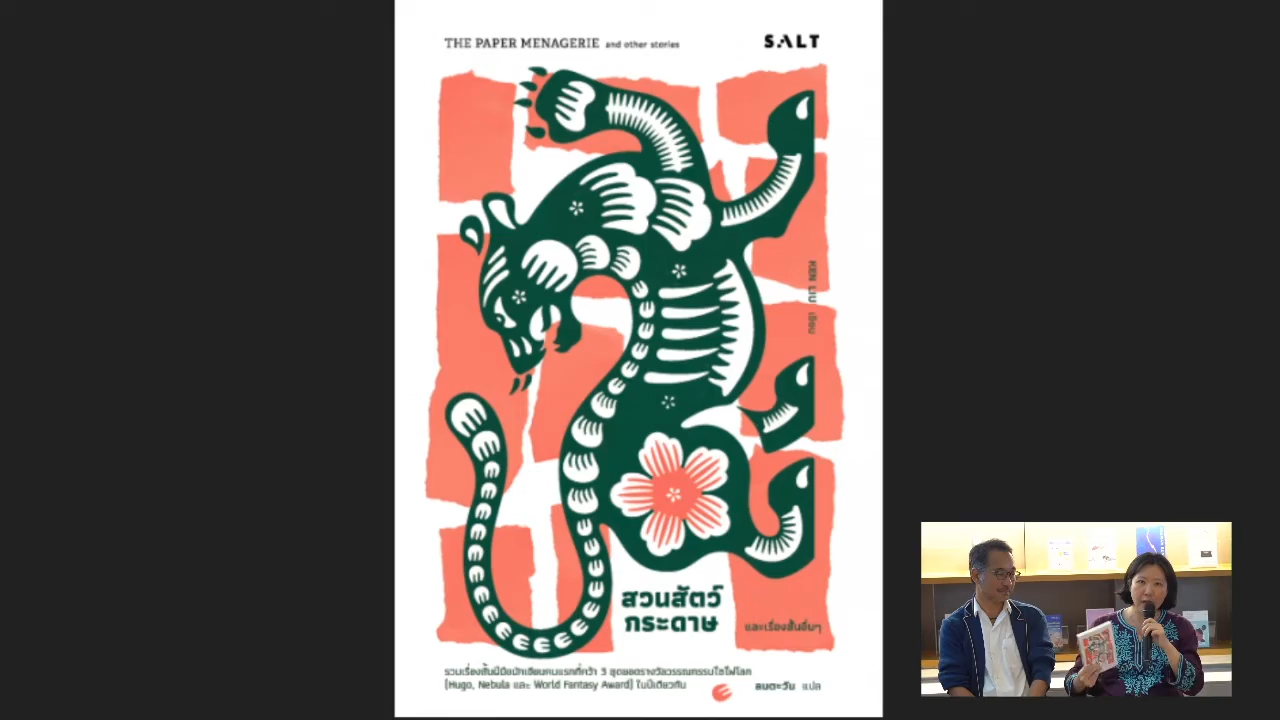 THE PAPER MENAGERIE and other stories
SALT
KEN LIU เขียน
สวนสัตว์
กระดาษ
และเรื่องสั้นอื่นๆ
รวมเรื่องสั้นฝีมือนักเขียนคนแรกที่คว้า 3 สุดยอดรางวัลวรรณกรรมไซไฟโลก
(Hugo, Nebula และ World Fantasy Award) ในปีเดียวกัน
ลมตะวัน แปล